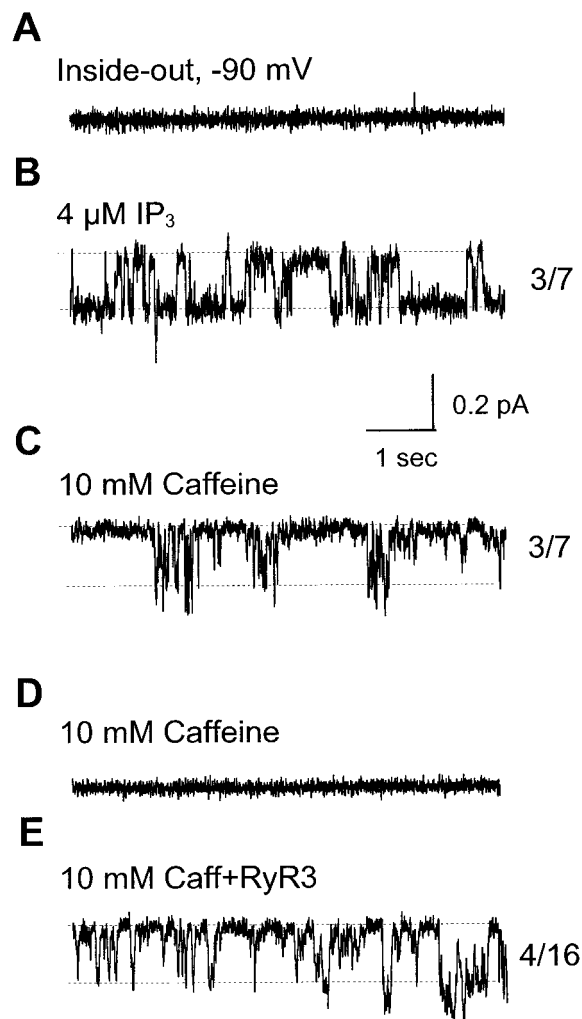 A
Inside-out, -90 mV
B
4 µM IP₃
3/7
0.2 pA
1 sec
C
10 mM Caffeine
3/7
D
10 mM Caffeine
E
10 mM Caff+RyR3
4/16